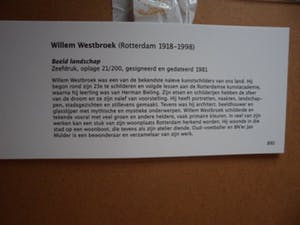 Willem Westbroek (Rotterdam 1918-1998)
Beeld landschap
Zeefdruk, oplage 21/200, gesigneerd en gedateerd 1981
Willem Westbroek was een van de bekendste naïeve kunstschilders van ons land. Hij
begon rond zijn 23e te schilderen en volgde lessen aan de Rotterdamse kunstacademie,
waarna hij leerling was van Herman Bieling. Zijn etsen en schilderijen hebben de sfeer
van de droom en ze zijn naïef van voorstelling. Hij heeft portretten, naakten, landschap-
pen, stadsgezichten en stillevens gemaakt. Tevens was hij architect, beeldhouwer en
glasschilder met mythische en mystieke onderwerpen. Willem Westbroek schilderde en
tekende vooral met veel groen en andere heldere, vaak primaire kleuren. In veel van zijn
werken kan een stuk van zijn woonplaats Rotterdam herkend worden. Hij woonde in die
stad op een woonboot, die tevens als zijn atelier diende. Oud-voetballer en BN'er Jan
Mulder is een bewonderaar en verzamelaar van zijn werk.